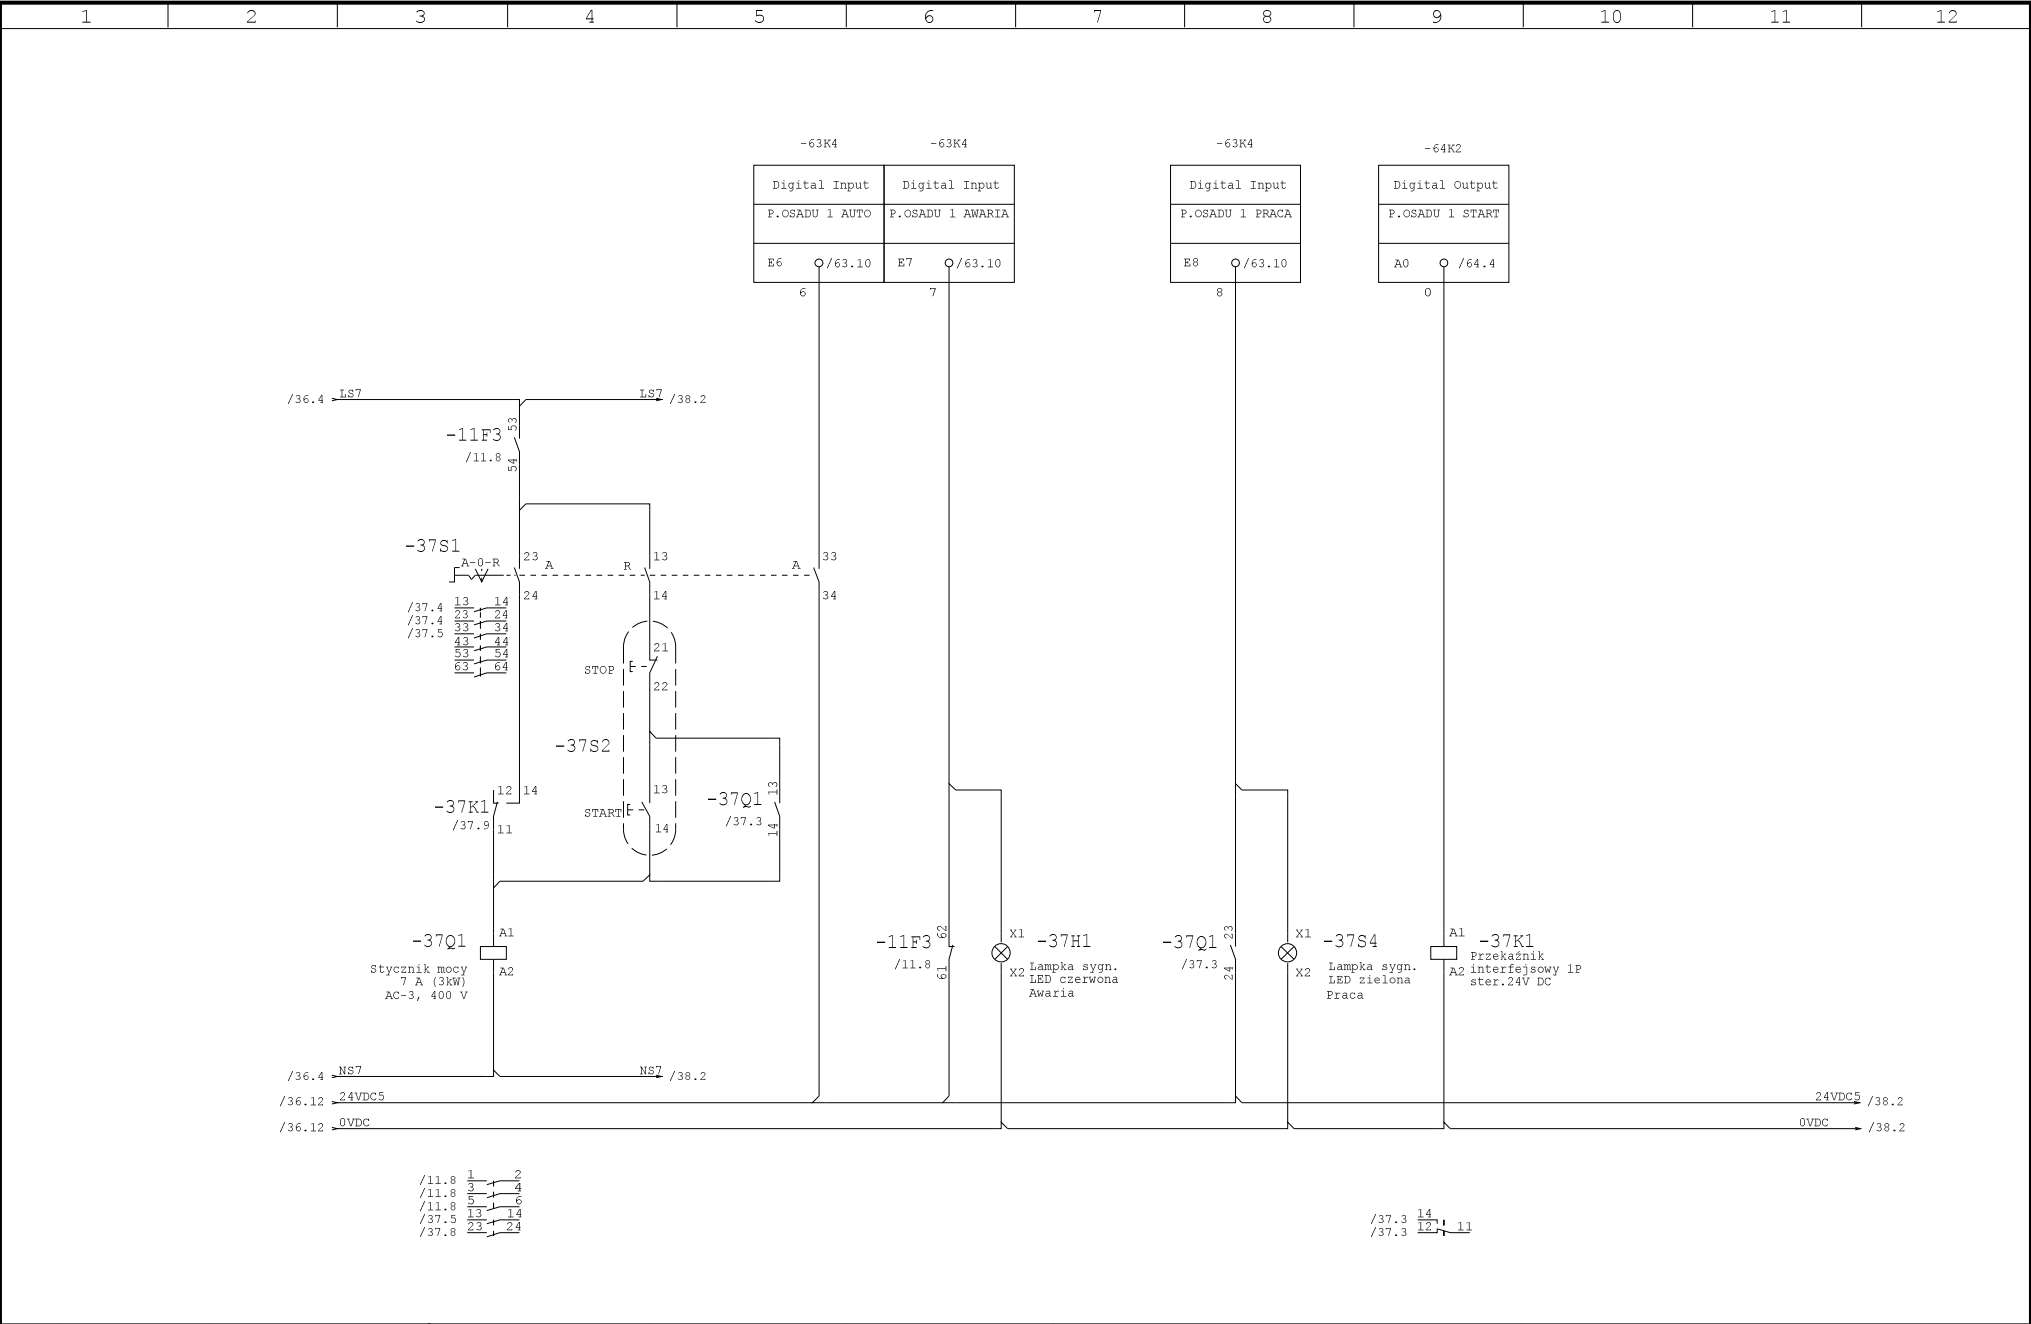 1 2 3 4 5 6 7 8 9 10 11 12
-63K4 -63K4 -63K4 -64K2
Digital Input Digital Input Digital Input Digital Output
P.OSADU 1 AUTO P.OSADU 1 AWARIA P.OSADU 1 PRACA P.OSADU 1 START
E6 /63.10 E7 /63.10 E8 /63.10 A0 /64.4
6 7 8 0
/36.4 LS7 LS7 /38.2
53
-11F3
/11.8
54
-37S1
A-0-R
23 A R 13 A 33
24 14 34
/37.4 13 14
/37.4 23 24
/37.5 33 34
43 44
53 54
63 64
21
STOP
22
-37S2
12 14 13 13
-37K1 START -37Q1
/37.9 11 14 /37.3 14
-37Q1 A1
A2
Stycznik mocy
7 A (3kW)
AC-3, 400 V
62
-11F3
/11.8
61
X1 -37H1
X2 Lampka sygn.
LED czerwona
Awaria
23
-37Q1
/37.3
24
X1 -37S4
X2 Lampka sygn.
LED zielona
Praca
A1 -37K1
Przekaźnik
A2 interfejsowy 1P
ster.24V DC
/36.4 NS7 NS7 /38.2
/36.12 24VDC5 24VDC5 /38.2
/36.12 0VDC 0VDC /38.2
/11.8 1 2
/11.8 3 4
/11.8 5 6
/37.5 13 14
/37.8 23 24
/37.3 14
/37.3 12 11